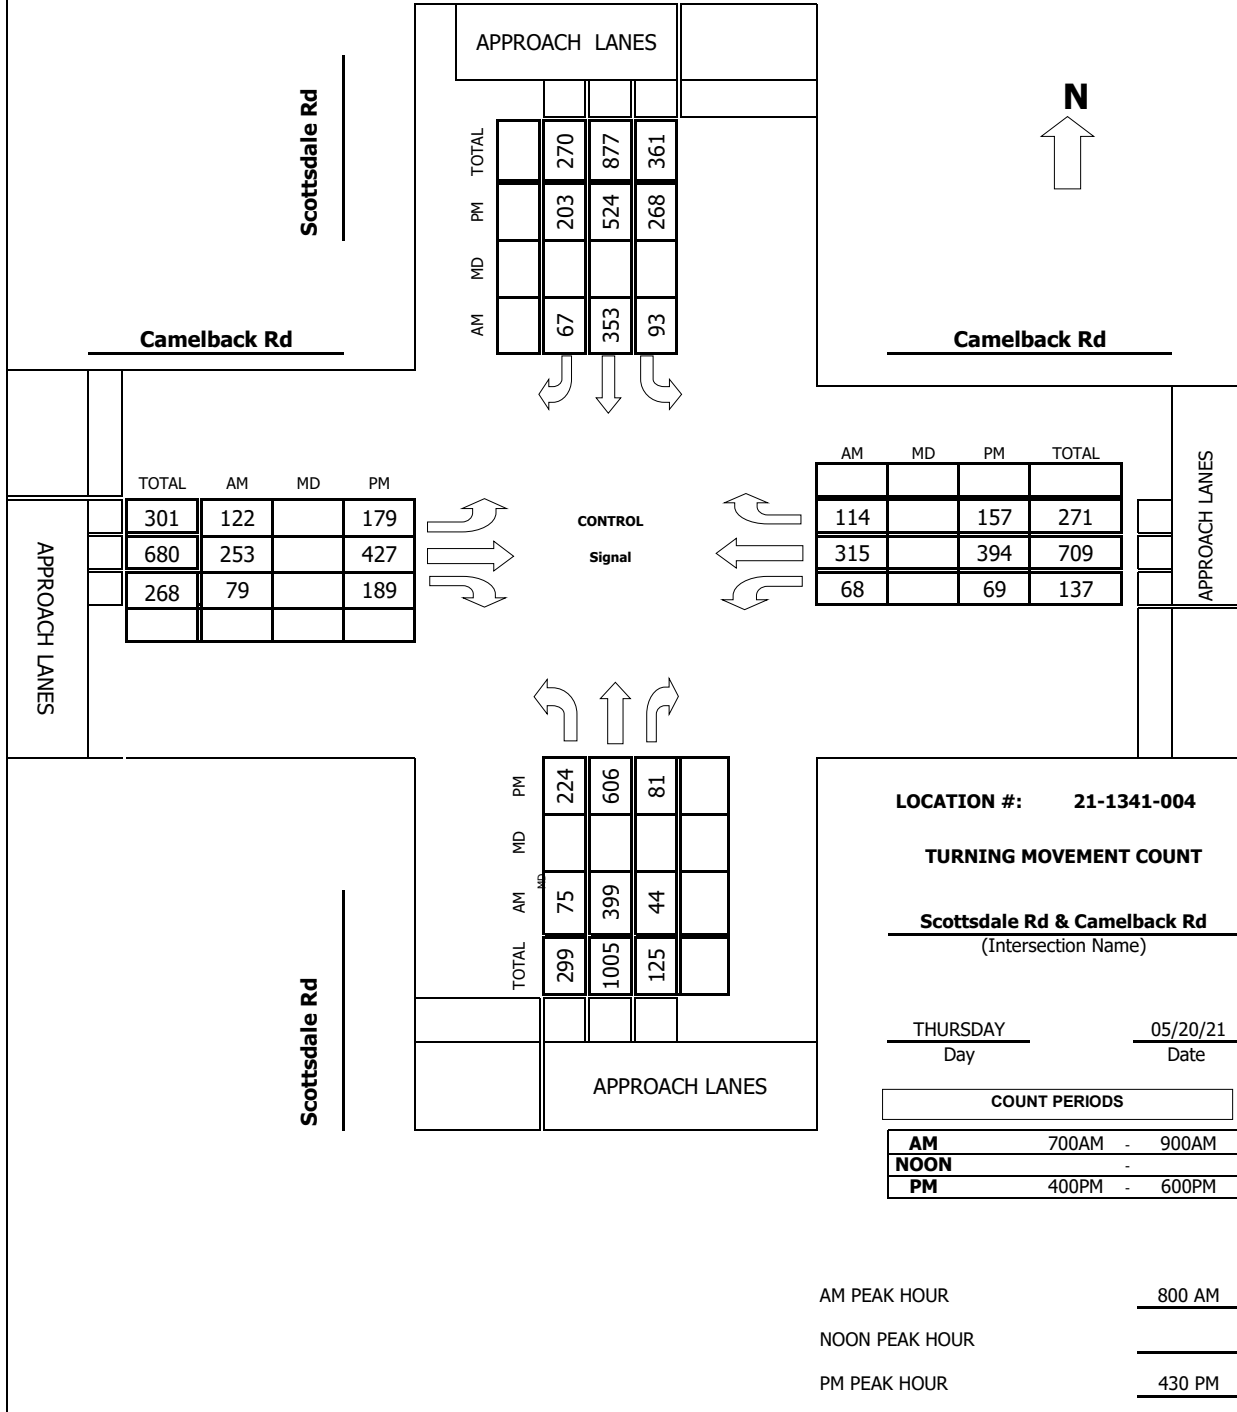 APPROACH LANES
N
Scottsdale Rd
TOTAL 270 877 361
PM 203 524 268
MD
AM 67 353 93
Camelback Rd
Camelback Rd
AM MD PM TOTAL
114 157 271
315 394 709
68 69 137
APPROACH LANES
TOTAL AM MD PM
301 122 179
680 253 427
268 79 189
APPROACH LANES
CONTROL
Signal
PM 224 606 81
MD
MD
AM 75 399 44
TOTAL 299 1005 125
Scottsdale Rd
APPROACH LANES
LOCATION #: 21-1341-004
TURNING MOVEMENT COUNT
Scottsdale Rd & Camelback Rd
(Intersection Name)
THURSDAY 05/20/21
Day Date
COUNT PERIODS
AM 700AM - 900AM
NOON -
PM 400PM - 600PM
AM PEAK HOUR 800 AM
NOON PEAK HOUR
PM PEAK HOUR 430 PM